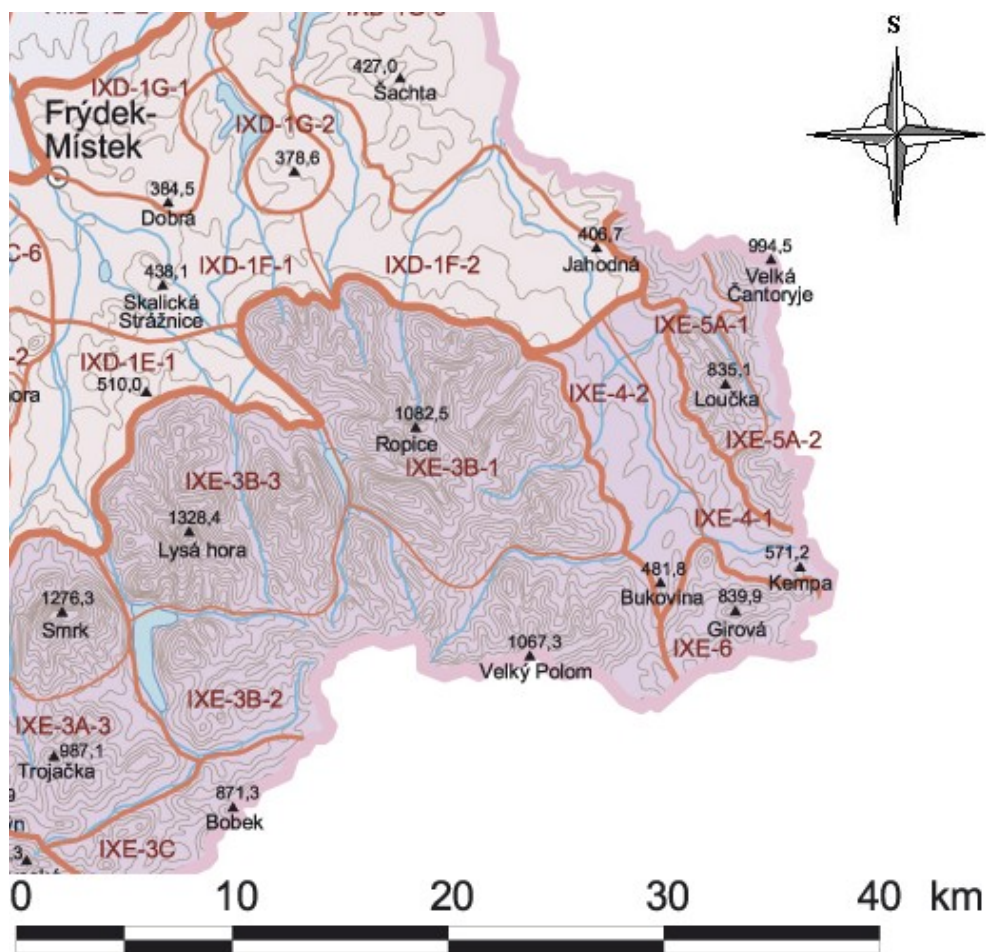 S
427,0
Šachta
IXD-1G-1
Frýdek-
Místek
IXD-1G-2
378,6
384,5
Dobrá
406,7
Jahodná
994,5
Velká
Čantoryje
C-6
IXD-1F-1
IXD-1F-2
438,1
Skalická
Strážnice
IXE-5A-1
-2
IXD-1E-1
510,0
ora
835,1
Loučka
IXE-4-2
1082,5
Ropice
IXE-5A-2
IXE-3B-1
IXE-3B-3
1328,4
Lysá hora
IXE-4-1
571,2
Kempa
481,8
Bukovina
839,9
Girová
1276,3
Smrk
IXE-6
1067,3
Velký Polom
IXE-3B-2
IXE-3A-3
987,1
Trojačka
871,3
Bobek
IXE-3C
0 10 20 30 40 km